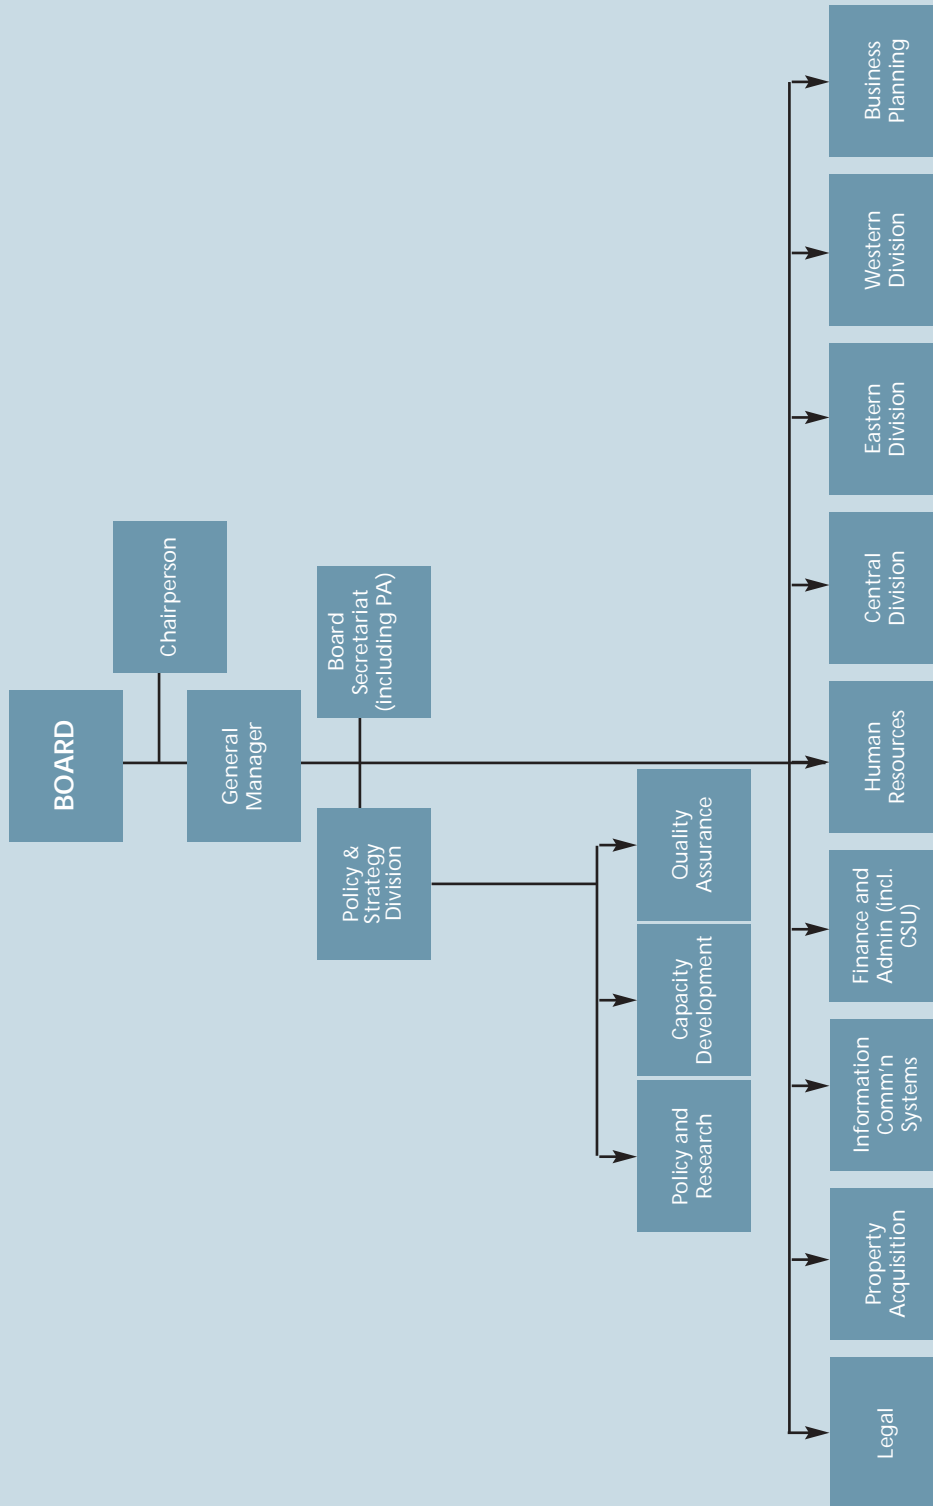 BOARD
Chairperson
General
Manager
Board
Secretariat
(including PA)
Policy &
Strategy
Division
Policy and
Research
Capacity
Development
Quality
Assurance
Legal
Property
Acquisition
Information
Comm'n
Systems
Finance and
Admin (incl.
CSU)
Human
Resources
Central
Division
Eastern
Division
Western
Division
Business
Planning